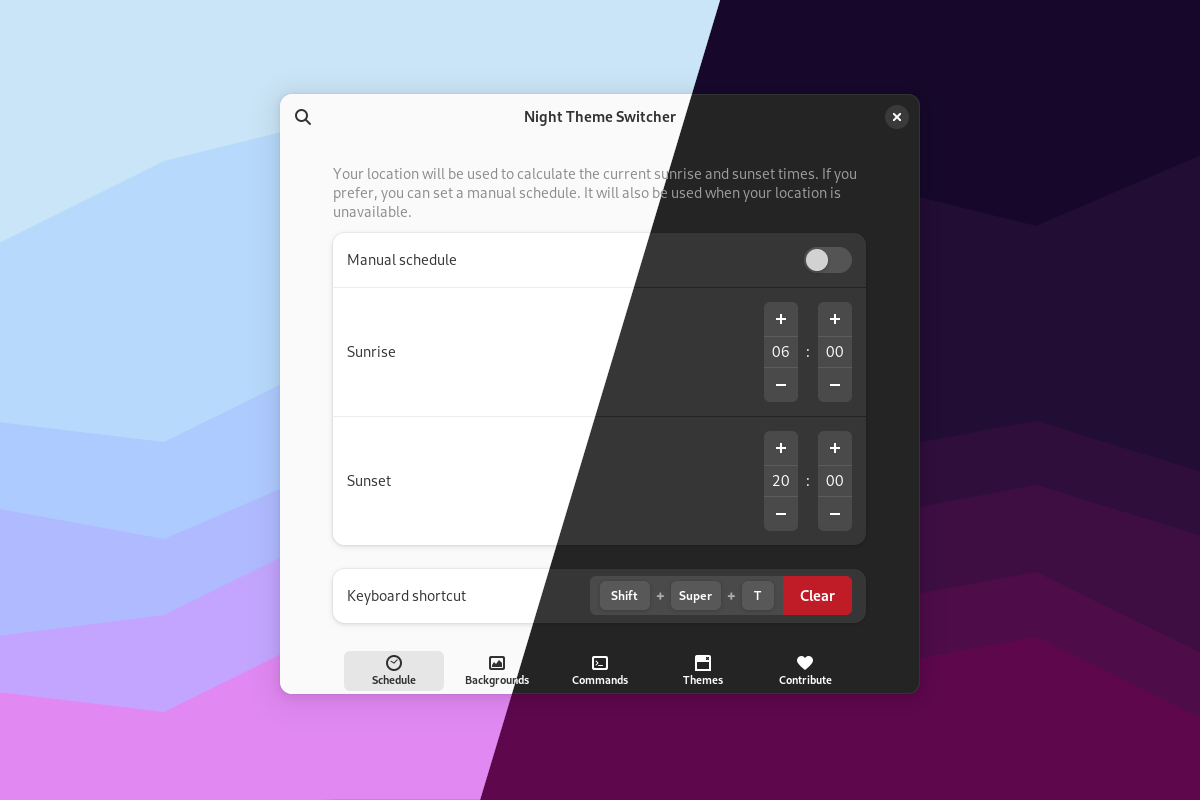 Night Theme Switcher
Your location will be used to calculate the current sunrise and sunset times. If you
prefer, you can set a manual schedule. It will also be used when your location is
unavailable.
Manual schedule
+ +
Sunrise 06 : 00
− −
+ +
Sunset 20 : 00
− −
Keyboard shortcut Shift + Super + T Clear
Schedule Backgrounds Commands Themes Contribute